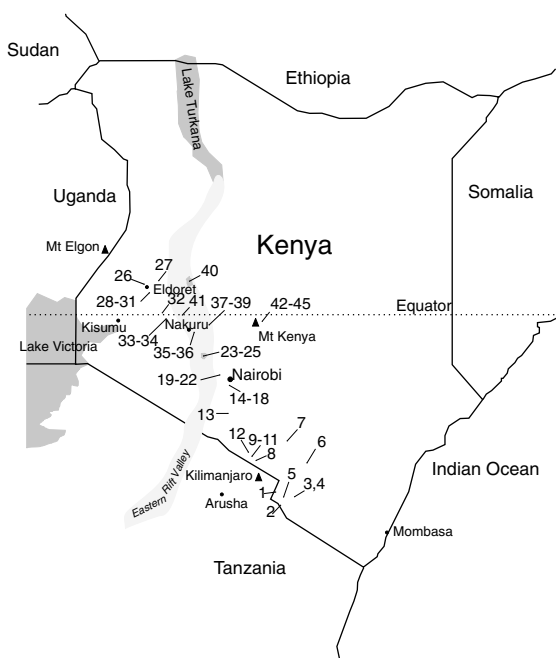 Sudan
Ethiopia
Lake Turkana
Uganda
Somalia
Mt Elgon
Kenya
27
40
26
Eldoret
28-31
32
41
37-39
42-45
Equator
Kisumu
Nakuru
Mt Kenya
33-34
Lake Victoria
35-36
23-25
19-22
Nairobi
14-18
13
7
12
9-11
6
8
Indian Ocean
Eastern Rift Valley
Kilimanjaro
5
1
3,4
Arusha
2
Mombasa
Tanzania